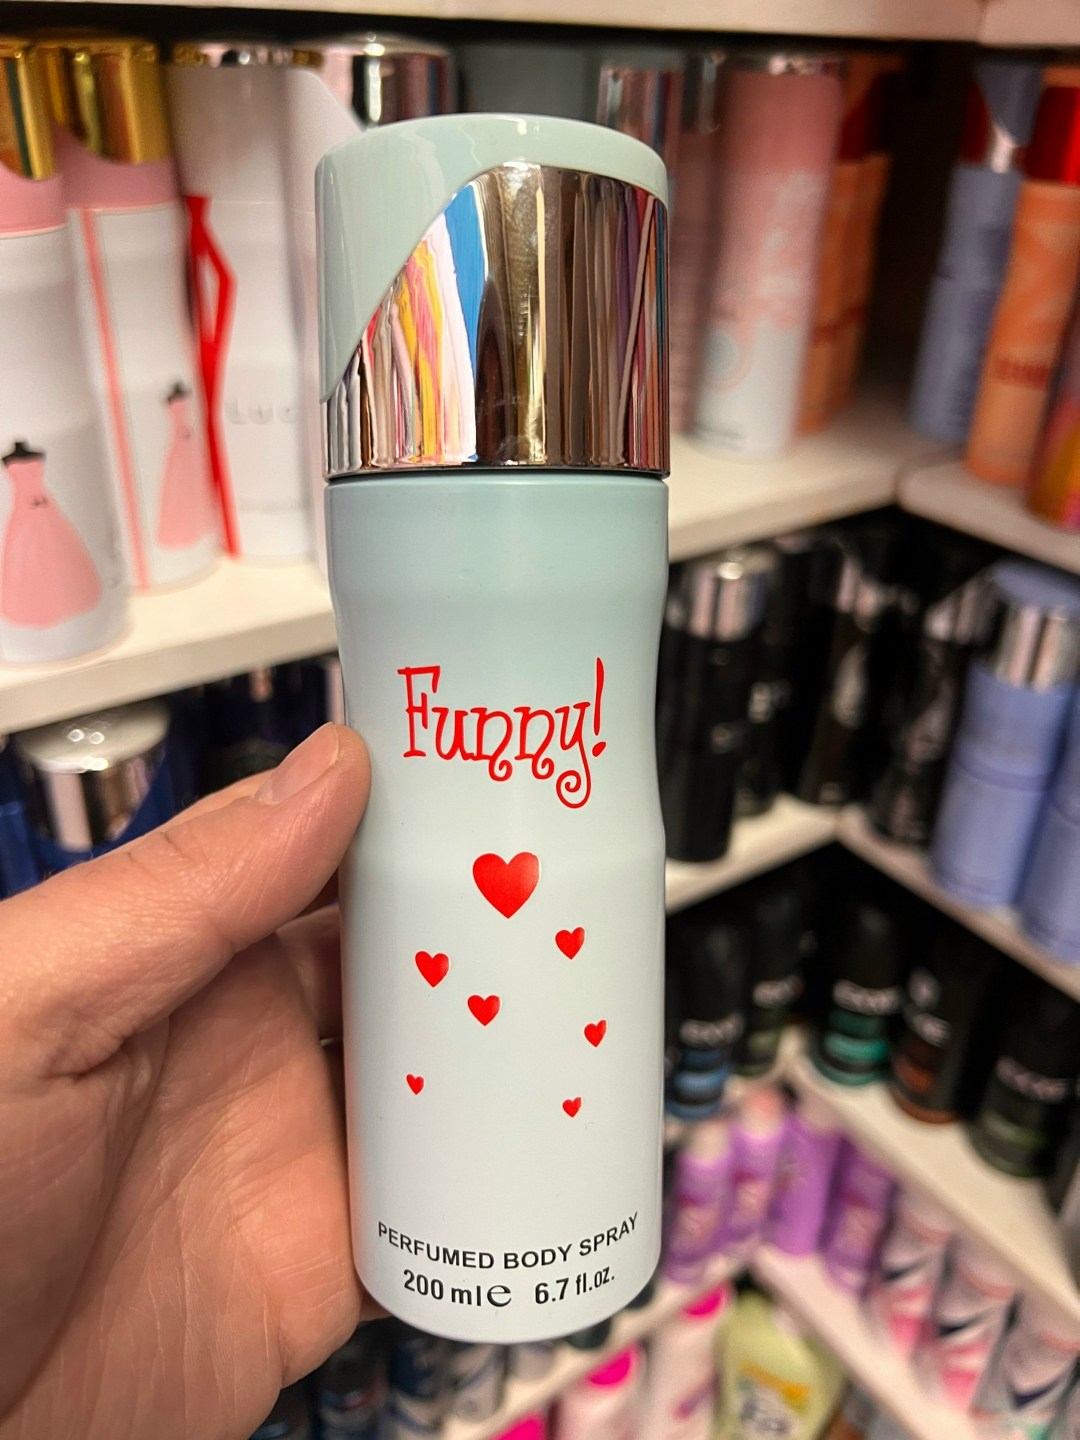 Funny!
PERFUMED BODY SPRAY
200 ml e 6.7 fl.oz.